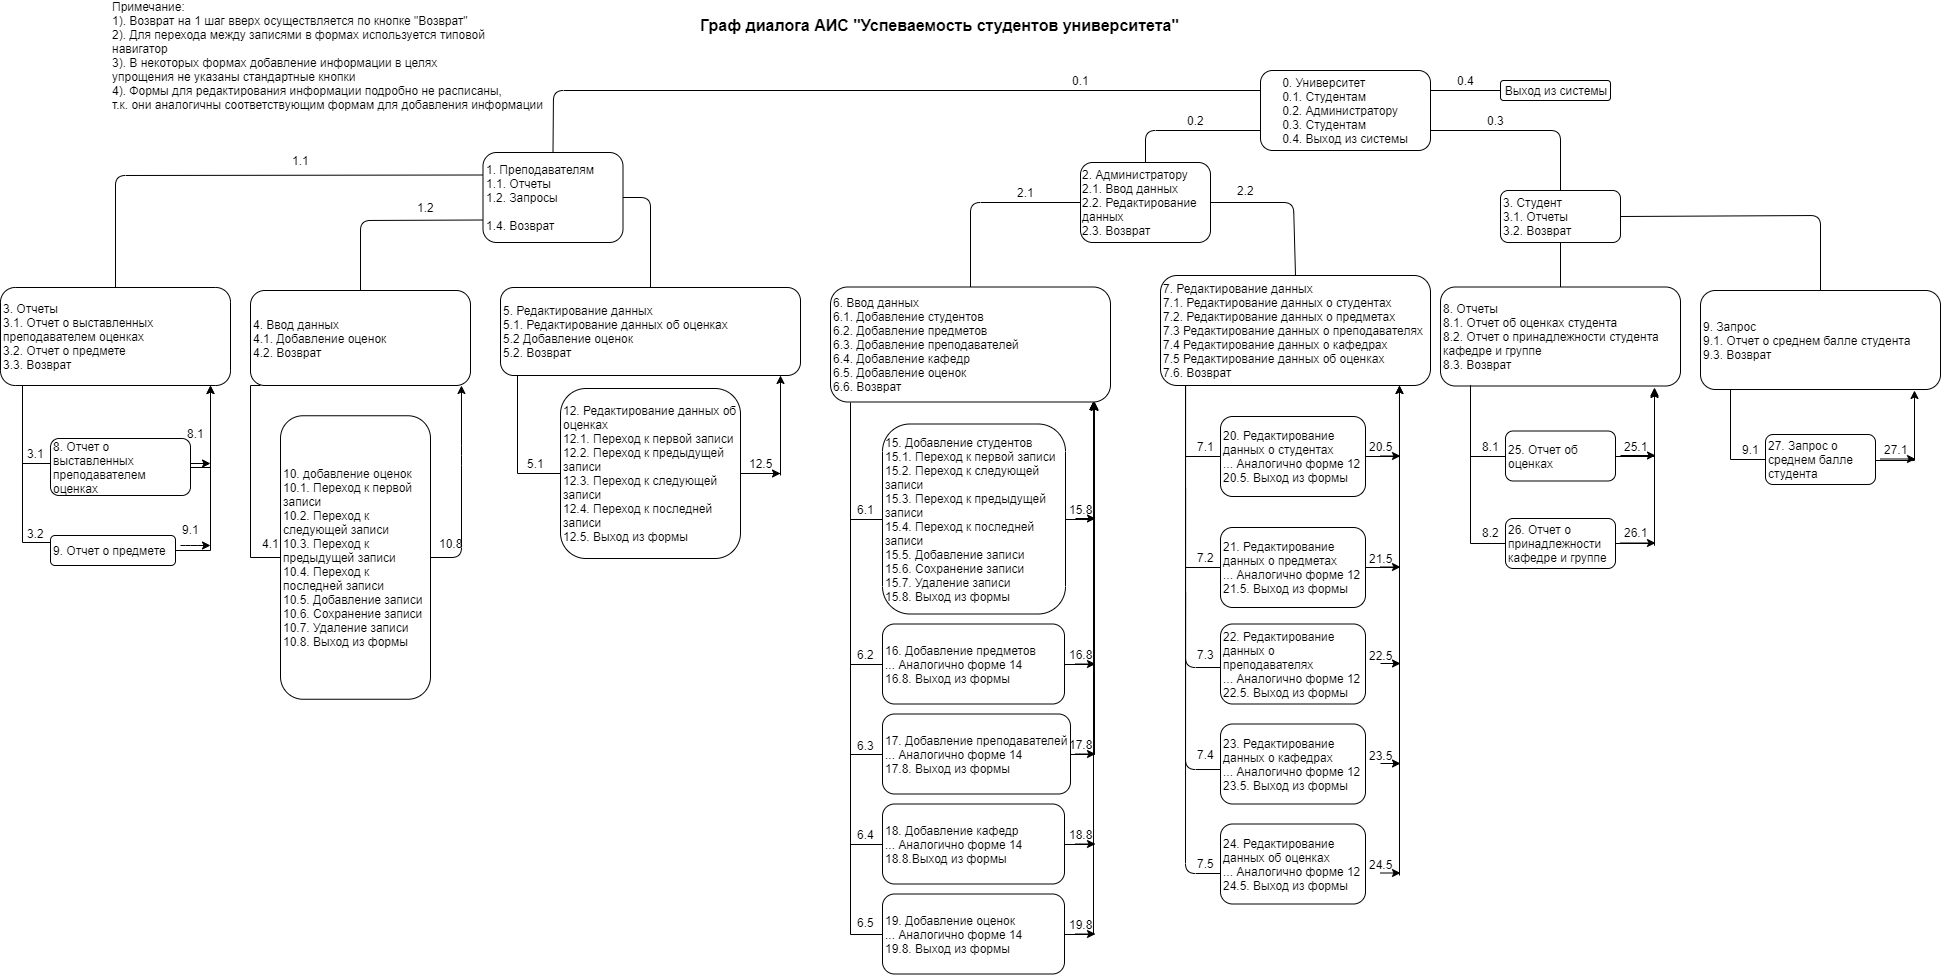 Примечание:
1). Возврат на 1 шаг вверх осуществляется по кнопке "Возврат"
2). Для перехода между записями в формах используется типовой
навигатор
3). В некоторых формах добавление информации в целях
упрощения не указаны стандартные кнопки
4). Формы для редактирования информации подробно не расписаны,
т.к. они аналогичны соответствующим формам для добавления информации
Граф диалога АИС "Успеваемость студентов университета"
0.1
0. Университет
0.1. Студентам
0.2. Администратору
0.3. Студентам
0.4. Выход из системы
0.4
Выход из системы
0.2
0.3
1.1
1. Преподавателям
1.1. Отчеты
1.2. Запросы
1.4. Возврат
1.2
2.1
2. Администратору
2.1. Ввод данных
2.2. Редактирование
данных
2.3. Возврат
2.2
3. Студент
3.1. Отчеты
3.2. Возврат
3. Отчеты
3.1. Отчет о выставленных
преподавателем оценках
3.2. Отчет о предмете
3.3. Возврат
4. Ввод данных
4.1. Добавление оценок
4.2. Возврат
5. Редактирование данных
5.1. Редактирование данных об оценках
5.2 Добавление оценок
5.2. Возврат
6. Ввод данных
6.1. Добавление студентов
6.2. Добавление предметов
6.3. Добавление преподавателей
6.4. Добавление кафедр
6.5. Добавление оценок
6.6. Возврат
7. Редактирование данных
7.1. Редактирование данных о студентах
7.2. Редактирование данных о предметах
7.3 Редактирование данных о преподавателях
7.4 Редактирование данных о кафедрах
7.5 Редактирование данных об оценках
7.6. Возврат
8. Отчеты
8.1. Отчет об оценках студента
8.2. Отчет о принадлежности студента
кафедре и группе
8.3. Возврат
9. Запрос
9.1. Отчет о среднем балле студента
9.3. Возврат
3.1
8. Отчет о
выставленных
преподавателем
оценках
8.1
3.2
9. Отчет о предмете
9.1
4.1
10. добавление оценок
10.1. Переход к первой
записи
10.2. Переход к
следующей записи
10.3. Переход к
предыдущей записи
10.4. Переход к
последней записи
10.5. Добавление записи
10.6. Сохранение записи
10.7. Удаление записи
10.8. Выход из формы
10.8
5.1
12. Редактирование данных об
оценках
12.1. Переход к первой записи
12.2. Переход к предыдущей
записи
12.3. Переход к следующей
записи
12.4. Переход к последней
записи
12.5. Выход из формы
12.5
6.1
15. Добавление студентов
15.1. Переход к первой записи
15.2. Переход к следующей
записи
15.3. Переход к предыдущей
записи
15.4. Переход к последней
записи
15.5. Добавление записи
15.6. Сохранение записи
15.7. Удаление записи
15.8. Выход из формы
15.8
6.2
16. Добавление предметов
... Аналогично форме 14
16.8. Выход из формы
16.8
6.3
17. Добавление преподавателей
... Аналогично форме 14
17.8. Выход из формы
17.8
6.4
18. Добавление кафедр
... Аналогично форме 14
18.8.Выход из формы
18.8
6.5
19. Добавление оценок
... Аналогично форме 14
19.8. Выход из формы
19.8
7.1
20. Редактирование
данных о студентах
... Аналогично форме 12
20.5. Выход из формы
20.5
7.2
21. Редактирование
данных о предметах
... Аналогично форме 12
21.5. Выход из формы
21.5
7.3
22. Редактирование
данных о
преподавателях
... Аналогично форме 12
22.5. Выход из формы
22.5
7.4
23. Редактирование
данных о кафедрах
... Аналогично форме 12
23.5. Выход из формы
23.5
7.5
24. Редактирование
данных об оценках
... Аналогично форме 12
24.5. Выход из формы
24.5
8.1
25. Отчет об
оценках
25.1
8.2
26. Отчет о
принадлежности
кафедре и группе
26.1
9.1
27. Запрос о
среднем балле
студента
27.1